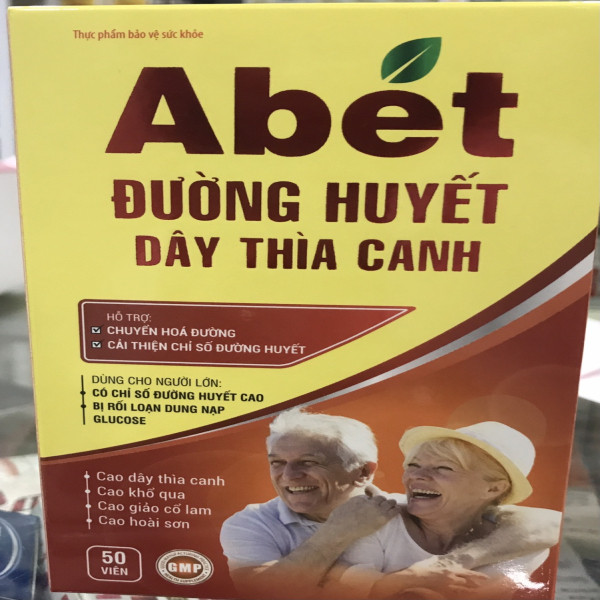 Thực phẩm bảo vệ sức khỏe
Abét
ĐƯỜNG HUYẾT
DÂY THÌA CANH
HỖ TRỢ:
CHUYỂN HOÁ ĐƯỜNG
CẢI THIỆN CHỈ SỐ ĐƯỜNG HUYẾT
DÙNG CHO NGƯỜI LỚN:
CÓ CHỈ SỐ ĐƯỜNG HUYẾT CAO
BỊ RỐI LOẠN DUNG NẠP
GLUCOSE
Cao dây thìa canh
Cao khổ qua
Cao giảo cổ lam
Cao hoài sơn
50
VIÊN
GMP